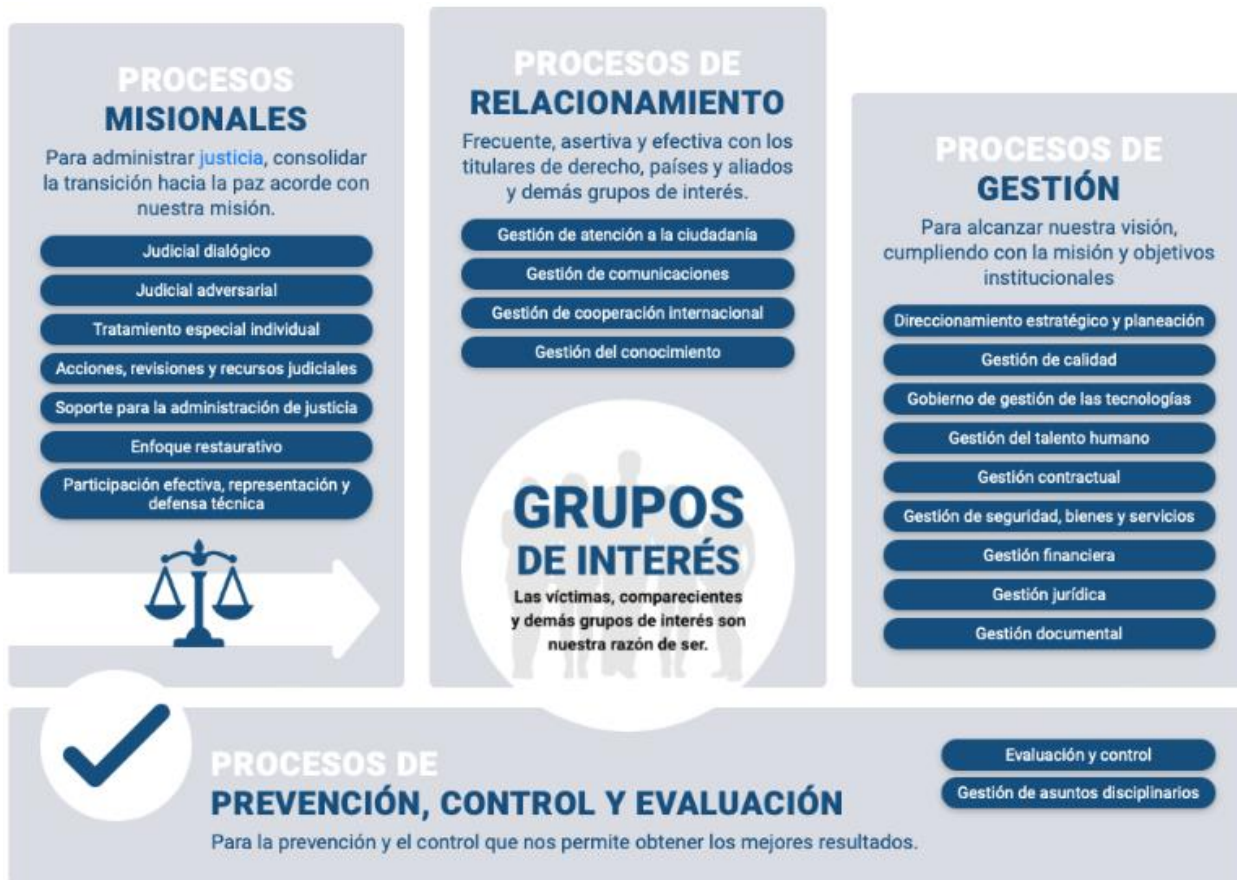 PROCESOS
MISIONALES
Para administrar justicia, consolidar
la transición hacia la paz acorde con
nuestra misión.
Judicial dialógico
Judicial adversarial
Tratamiento especial individual
Acciones, revisiones y recursos judiciales
Soporte para la administración de justicia
Enfoque restaurativo
Participación efectiva, representación y
defensa técnica
PROCESOS DE
RELACIONAMIENTO
Frecuente, asertiva y efectiva con los
titulares de derecho, países y aliados
y demás grupos de interés.
Gestión de atención a la ciudadanía
Gestión de comunicaciones
Gestión de cooperación internacional
Gestión del conocimiento
GRUPOS
DE INTERÉS
Las víctimas, comparecientes
y demás grupos de interés son
nuestra razón de ser.
PROCESOS DE
GESTIÓN
Para alcanzar nuestra visión,
cumpliendo con la misión y objetivos
institucionales
Direccionamiento estratégico y planeación
Gestión de calidad
Gobierno de gestión de las tecnologías
Gestión del talento humano
Gestión contractual
Gestión de seguridad, bienes y servicios
Gestión financiera
Gestión jurídica
Gestión documental
PROCESOS DE
PREVENCIÓN, CONTROL Y EVALUACIÓN
Para la prevención y el control que nos permite obtener los mejores resultados.
Evaluación y control
Gestión de asuntos disciplinarios